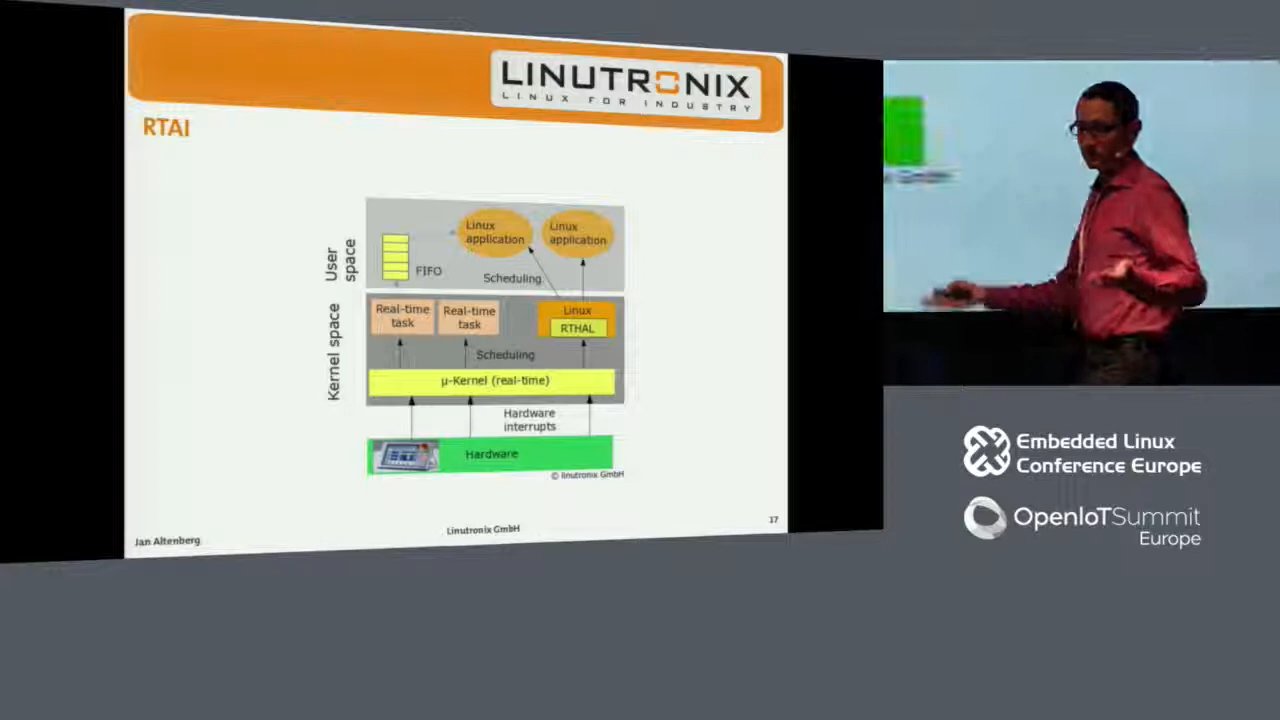 LINUTRONIX
LINUX FOR INDUSTRY
RTAI
User
space
Kernel space
Linux
application
Linux
application
FIFO
Scheduling
Real-time
task
Real-time
task
Linux
RTHAL
Scheduling
µ-Kernel (real-time)
Hardware
interrupts
Hardware
© linutronix GmbH
Jan Altenberg
Linutronix GmbH
17
Embedded Linux
Conference Europe
OpenIoTSummit
Europe